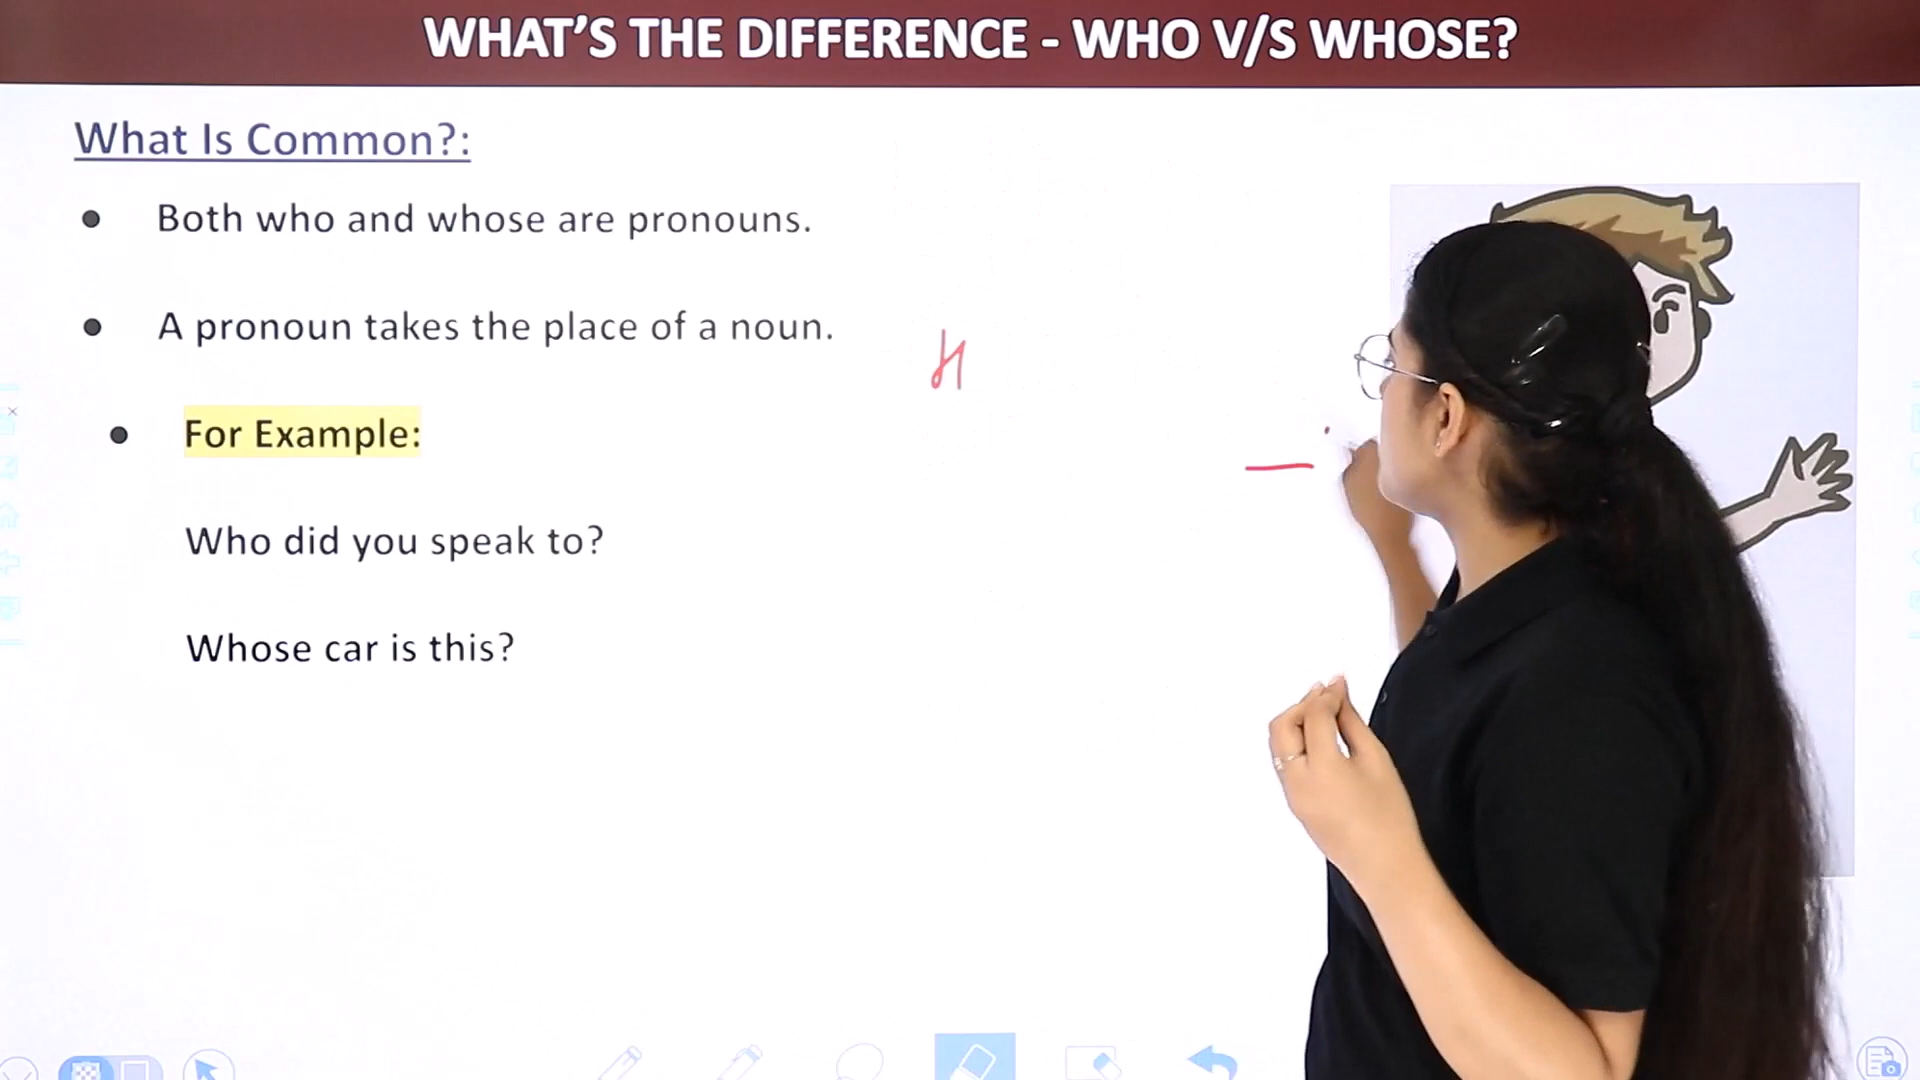 WHAT'S THE DIFFERENCE - WHO V/S WHOSE?
What Is Common?:
● Both who and whose are pronouns.
● A pronoun takes the place of a noun.
H
● For Example:
Who did you speak to?
Whose car is this?